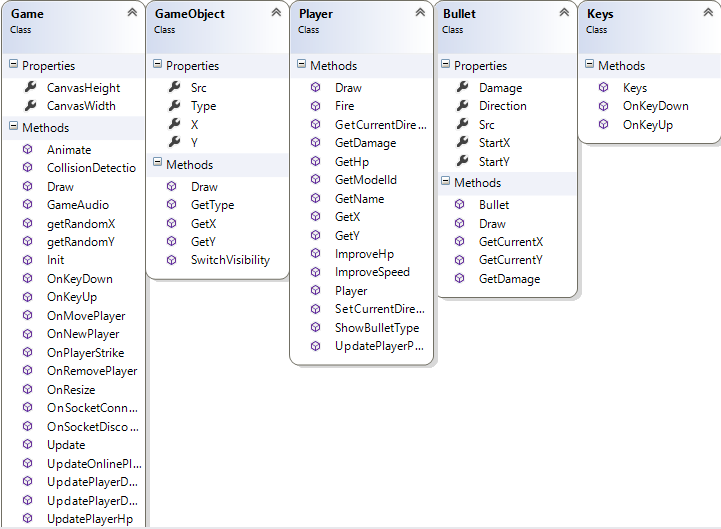 Game
Class
Properties
CanvasHeight
CanvasWidth
Methods
Animate
CollisionDetectio
Draw
GameAudio
getRandomX
getRandomY
Init
OnKeyDown
OnKeyUp
OnMovePlayer
OnNewPlayer
OnPlayerStrike
OnRemovePlayer
OnResize
OnSocketConn...
OnSocketDisco...
Update
UpdateOnlinePl...
UpdatePlayerD...
UpdatePlayerD...
UpdatePlayerHp
GameObject
Class
Properties
Src
Type
X
Y
Methods
Draw
GetType
GetX
GetY
SwitchVisibility
Player
Class
Methods
Draw
Fire
GetCurrentDire...
GetDamage
GetHp
GetModelId
GetName
GetX
GetY
ImproveHp
ImproveSpeed
Player
SetCurrentDire...
ShowBulletType
UpdatePlayerP...
Bullet
Class
Properties
Damage
Direction
Src
StartX
StartY
Methods
Bullet
Draw
GetCurrentX
GetCurrentY
GetDamage
Keys
Class
Methods
Keys
OnKeyDown
OnKeyUp